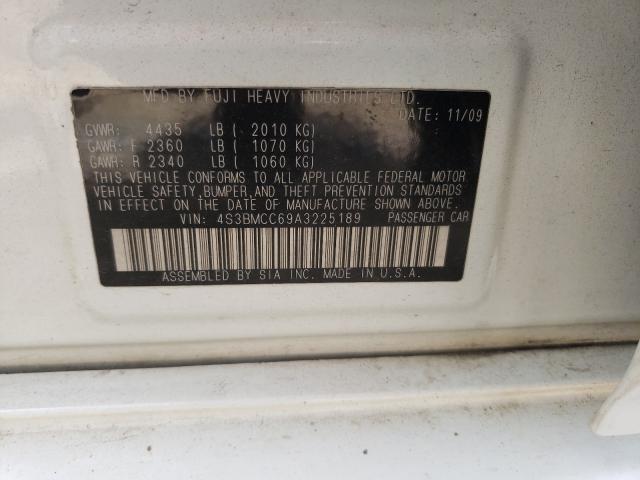 MFD BY FUJI HEAVY INDUSTRIES LTD.
DATE: 11/09
GVWR: 4435 LB ( 2010 KG)
GAWR: F 2360 LB ( 1070 KG)
GAWR: R 2340 LB ( 1060 KG)
THIS VEHICLE CONFORMS TO ALL APPLICABLE FEDERAL MOTOR
VEHICLE SAFETY, BUMPER, AND THEFT PREVENTION STANDARDS
IN EFFECT ON THE DATE OF MANUFACTURE SHOWN ABOVE.
VIN: 4S3BMCC69A3225189 PASSENGER CAR
ASSEMBLED BY SIA INC. MADE IN U.S.A.